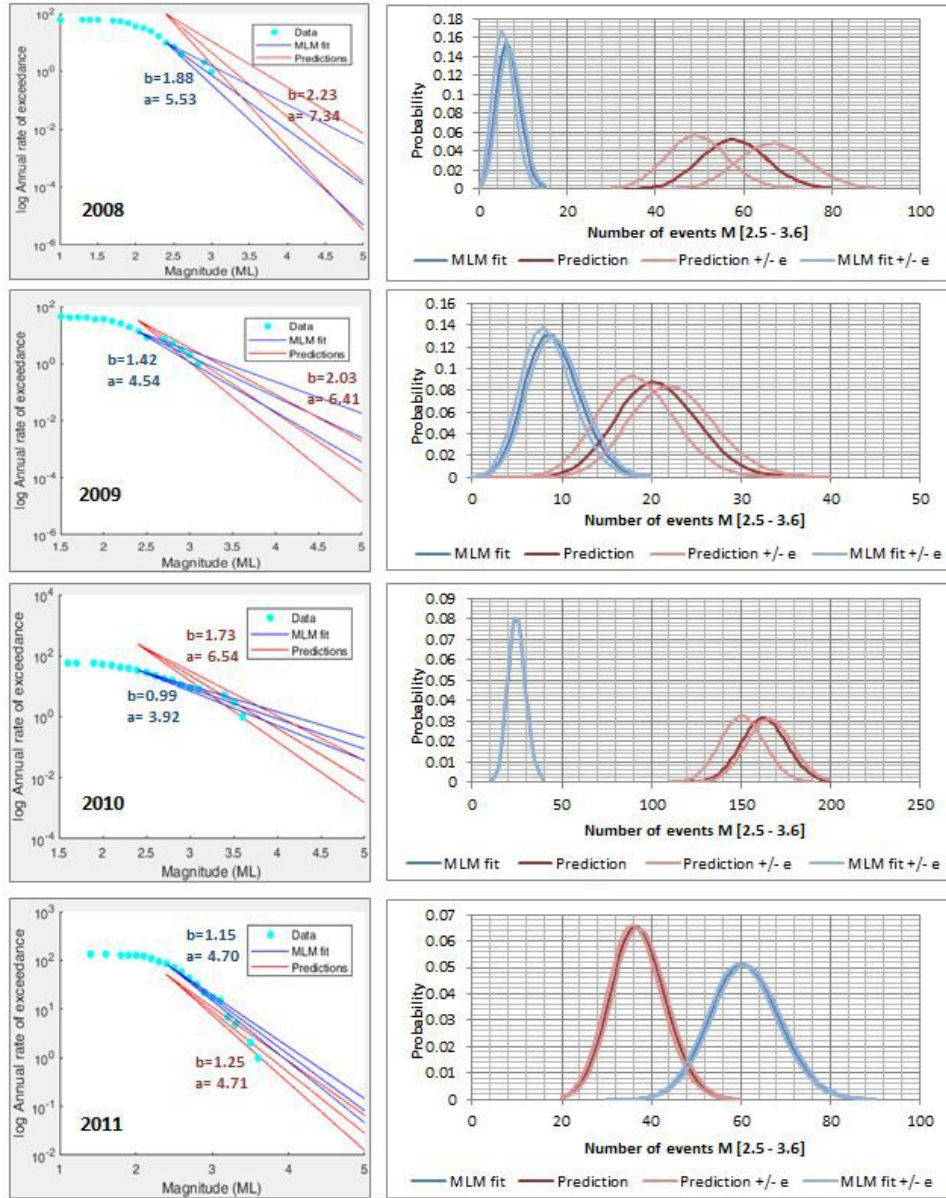 10^2
10^0
10^-2
10^-4
10^-6
log Annual rate of exceedance
Data
MLM fit
Predictions
b=1.88
a= 5.53
b=2.23
a= 7.34
2008
1 1.5 2 2.5 3 3.5 4 4.5 5
Magnitude (ML)
0.18
0.16
0.14
0.12
0.1
0.08
0.06
0.04
0.02
0
Probability
0 20 40 60 80 100
Number of events M [2.5 - 3.6]
MLM fit Prediction Prediction +/- e MLM fit +/- e
10^2
10^0
10^-2
10^-4
10^-6
log Annual rate of exceedance
Data
MLM fit
Predictions
b=1.42
a= 4.54
b=2.03
a= 6.41
2009
1.5 2 2.5 3 3.5 4 4.5 5
Magnitude (ML)
0.16
0.14
0.12
0.1
0.08
0.06
0.04
0.02
0
Probability
0 10 20 30 40 50
Number of events M [2.5 - 3.6]
MLM fit Prediction Prediction +/- e MLM fit +/- e
10^4
10^2
10^0
10^-2
10^-4
log Annual rate of exceedance
Data
MLM fit
Predictions
b=1.73
a= 6.54
b=0.99
a= 3.92
2010
1.5 2 2.5 3 3.5 4 4.5 5
Magnitude (ML)
0.09
0.08
0.07
0.06
0.05
0.04
0.03
0.02
0.01
0
Probability
0 50 100 150 200 250
Number of events M [2.5 - 3.6]
MLM fit Prediction Prediction +/- e MLM fit +/- e
10^3
10^2
10^1
10^0
10^-1
10^-2
log Annual rate of exceedance
Data
MLM fit
Predictions
b=1.15
a= 4.70
b=1.25
a= 4.71
2011
1 1.5 2 2.5 3 3.5 4 4.5 5
Magnitude (ML)
0.07
0.06
0.05
0.04
0.03
0.02
0.01
0
Probability
0 20 40 60 80 100
Number of events M [2.5 - 3.6]
MLM fit Prediction Prediction +/- e MLM fit +/- e